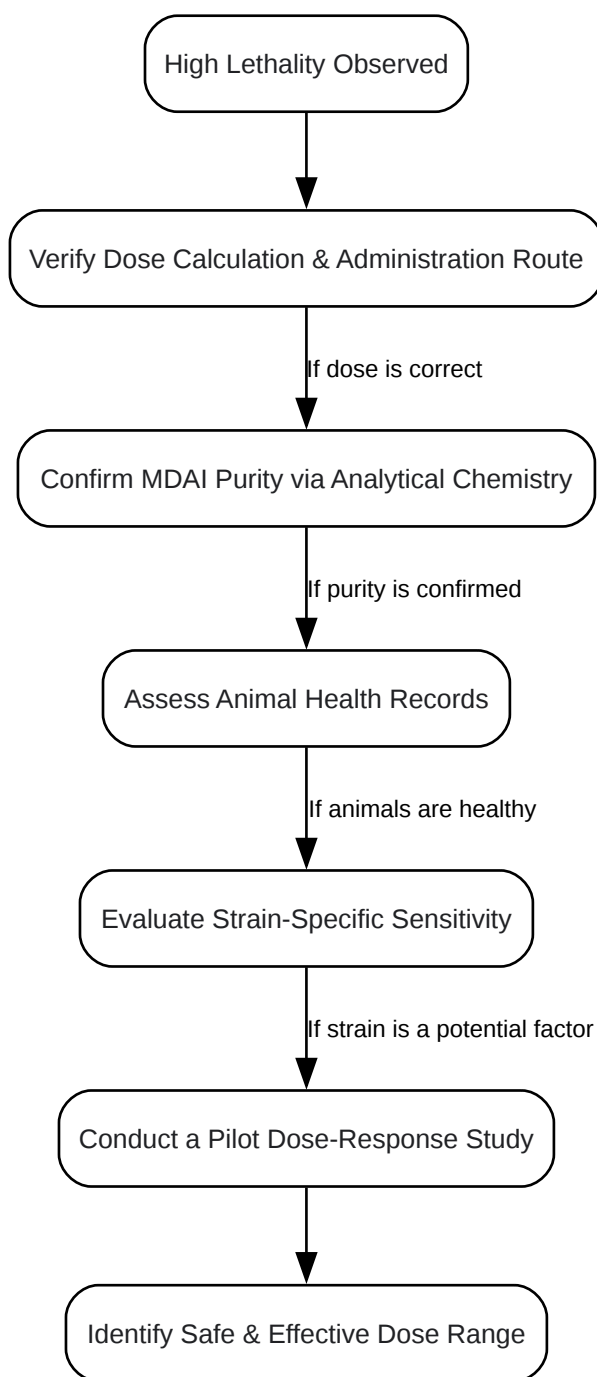 High Lethality Observed
Verify Dose Calculation & Administration Route
If dose is correct
Confirm MDAI Purity via Analytical Chemistry
If purity is confirmed
Assess Animal Health Records
If animals are healthy
Evaluate Strain-Specific Sensitivity
If strain is a potential factor
Conduct a Pilot Dose-Response Study
Identify Safe & Effective Dose Range